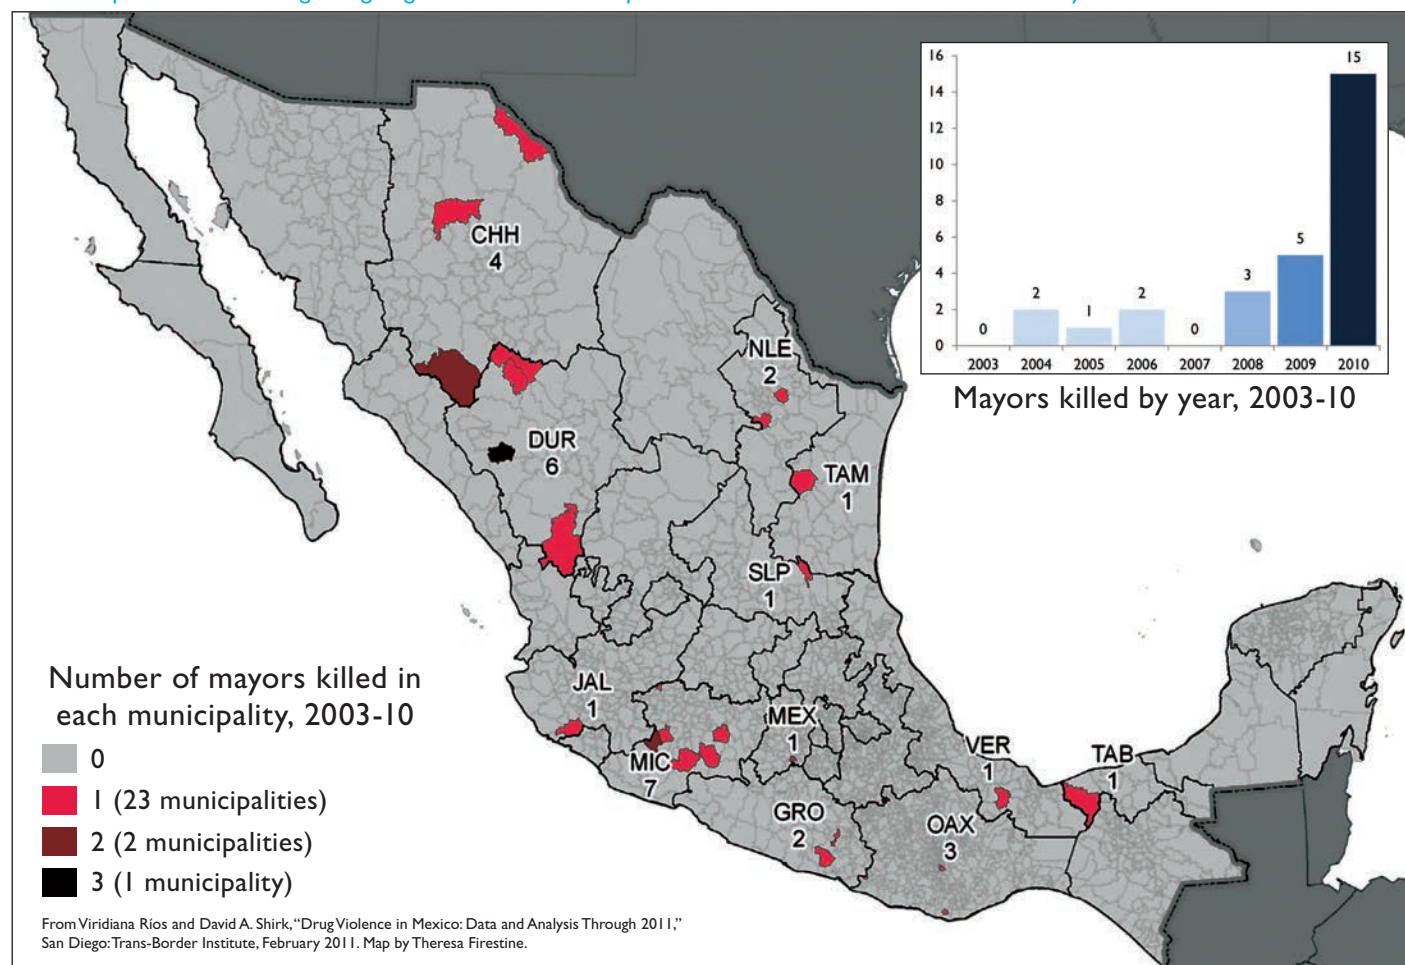 16
14
12
10
8
6
4
2
0
0
2
1
2
0
3
5
15
2003 2004 2005 2006 2007 2008 2009 2010
Mayors killed by year, 2003-10
CHH
4
NLE
2
DUR
6
TAM
1
SLP
1
JAL
1
MEX
1
MIC
7
VER
1
TAB
1
GRO
2
OAX
3
Number of mayors killed in
each municipality, 2003-10
0
1 (23 municipalities)
2 (2 municipalities)
3 (1 municipality)
From Viridiana Ríos and David A. Shirk, “Drug Violence in Mexico: Data and Analysis Through 2011,”
San Diego: Trans-Border Institute, February 2011. Map by Theresa Firestine.